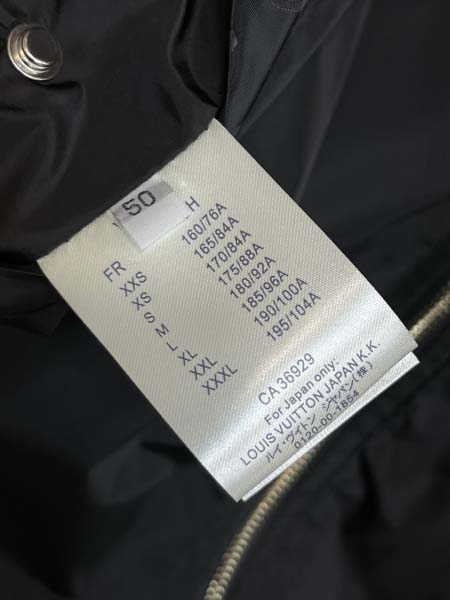 50
H
FR
160/76A
XXS
165/84A
XS
170/84A
S
175/88A
M
180/92A
L
185/96A
XL
190/100A
XXL
195/104A
XXXL
CA 36929
For Japan only:
LOUIS VUITTON JAPAN K.K.
ルイ・ヴィトン ジャパン(株)
0120-00-1854